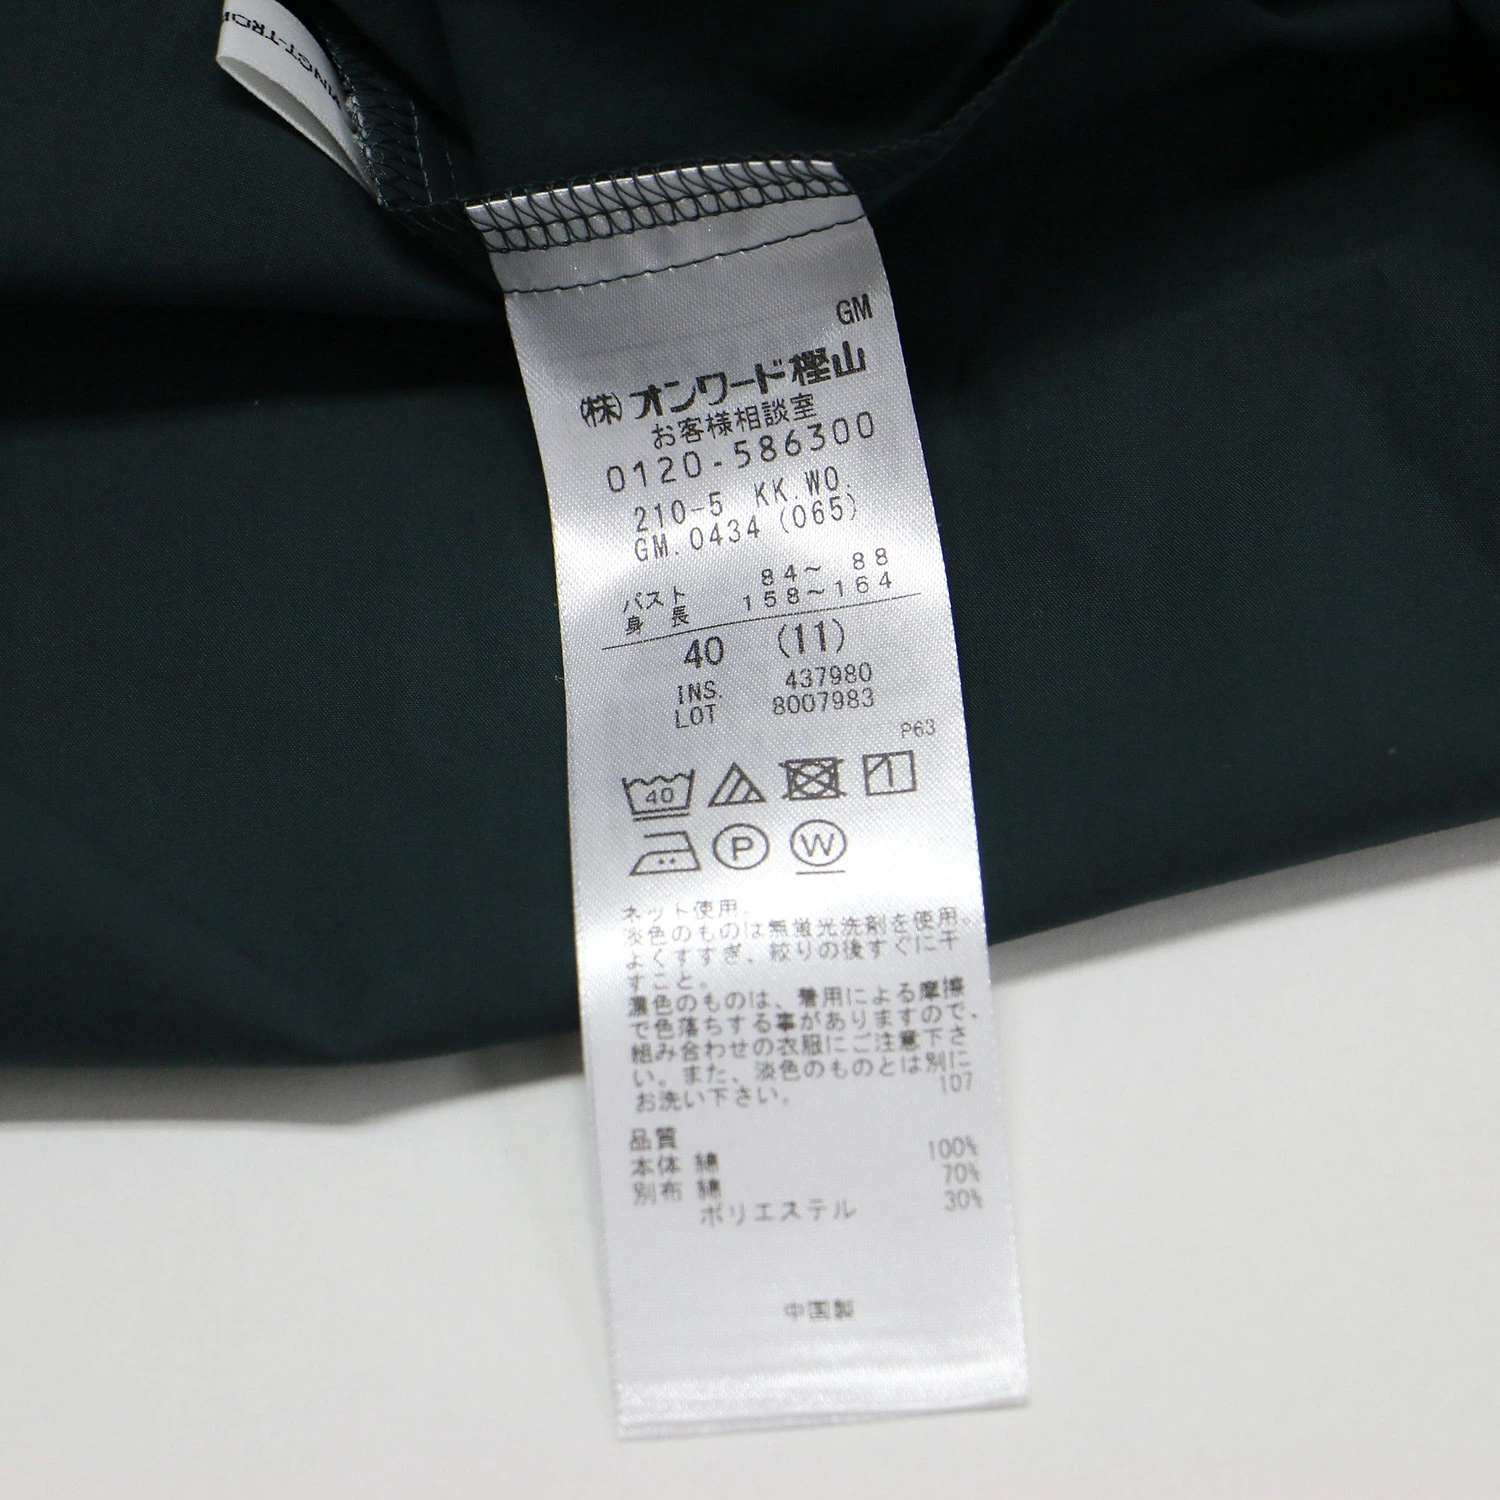 GM
(株)オンワード樫山
お客様相談室
0120-586300
210-5 KK.WO.
GM.0434 (065)
バスト 84~ 88
身 長 158~164
40 (11)
INS. 437980
LOT 8007983
P63
40
P W
ネット使用。
淡色のものは無蛍光洗剤を使用。
よくすすぎ、絞りの後すぐに干
すこと。
濃色のものは、着用による摩擦
で色落ちする事がありますので、
組み合わせの衣服にご注意下さ
い。また、淡色のものとは別に
お洗い下さい。 107
品質
本体 綿 100%
別布 綿 70%
ポリエステル 30%
中国製